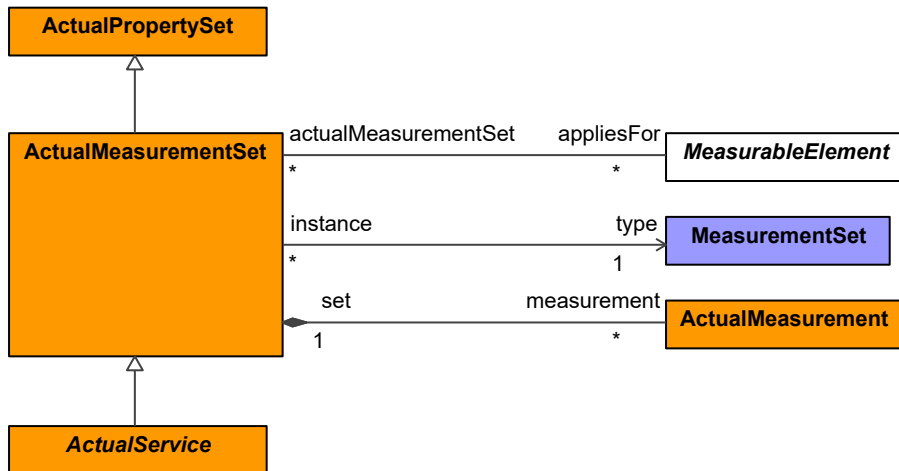 ActualPropertySet
actualMeasurementSet appliesFor
ActualMeasurementSet
MeasurableElement
* *
instance type
MeasurementSet
* 1
set measurement
ActualMeasurement
1 *
ActualService